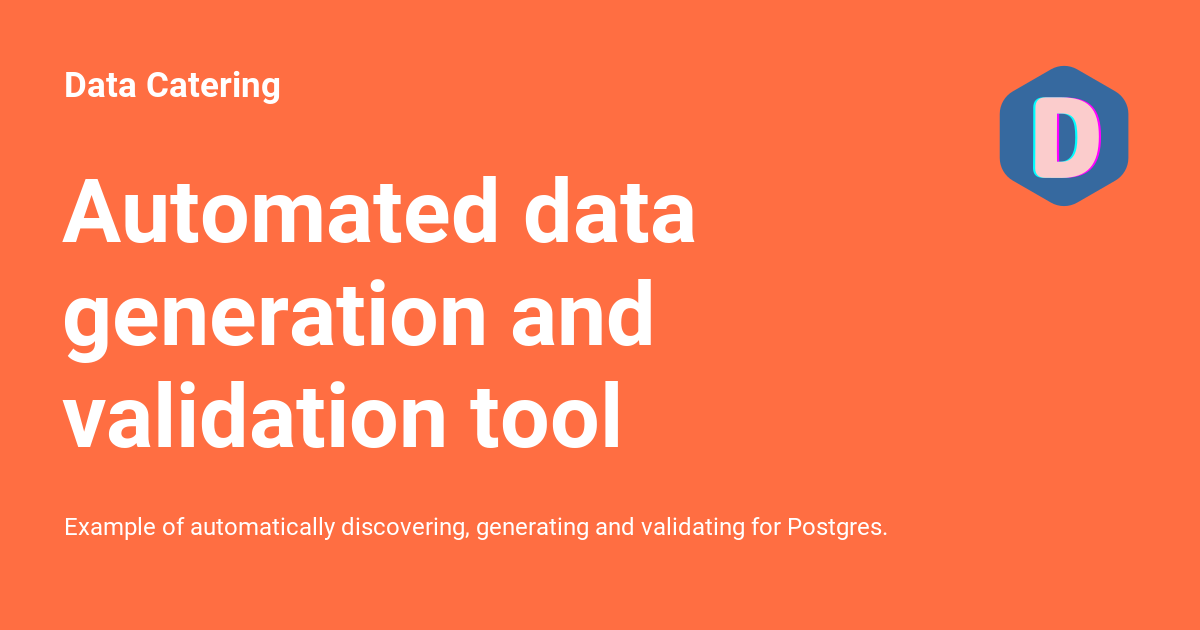 Data Catering
D
Automated data
generation and
validation tool
Example of automatically discovering, generating and validating for Postgres.